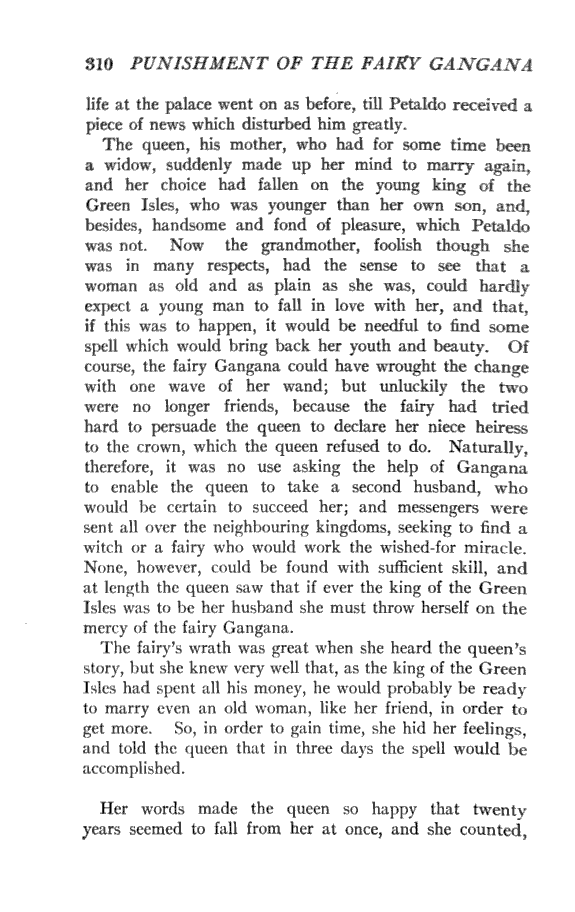 310 PUNISHMENT OF THE FAIRY GANGANA
life at the palace went on as before, till Petaldo received a
piece of news which disturbed him greatly.
The queen, his mother, who had for some time been
a widow, suddenly made up her mind to marry again,
and her choice had fallen on the young king of the
Green Isles, who was younger than her own son, and,
besides, handsome and fond of pleasure, which Petaldo
was not. Now the grandmother, foolish though she
was in many respects, had the sense to see that a
woman as old and as plain as she was, could hardly
expect a young man to fall in love with her, and that,
if this was to happen, it would be needful to find some
spell which would bring back her youth and beauty. Of
course, the fairy Gangana could have wrought the change
with one wave of her wand; but unluckily the two
were no longer friends, because the fairy had tried
hard to persuade the queen to declare her niece heiress
to the crown, which the queen refused to do. Naturally,
therefore, it was no use asking the help of Gangana
to enable the queen to take a second husband, who
would be certain to succeed her; and messengers were
sent all over the neighbouring kingdoms, seeking to find a
witch or a fairy who would work the wished-for miracle.
None, however, could be found with sufficient skill, and
at length the queen saw that if ever the king of the Green
Isles was to be her husband she must throw herself on the
mercy of the fairy Gangana.
The fairy's wrath was great when she heard the queen's
story, but she knew very well that, as the king of the Green
Isles had spent all his money, he would probably be ready
to marry even an old woman, like her friend, in order to
get more. So, in order to gain time, she hid her feelings,
and told the queen that in three days the spell would be
accomplished.
Her words made the queen so happy that twenty
years seemed to fall from her at once, and she counted,